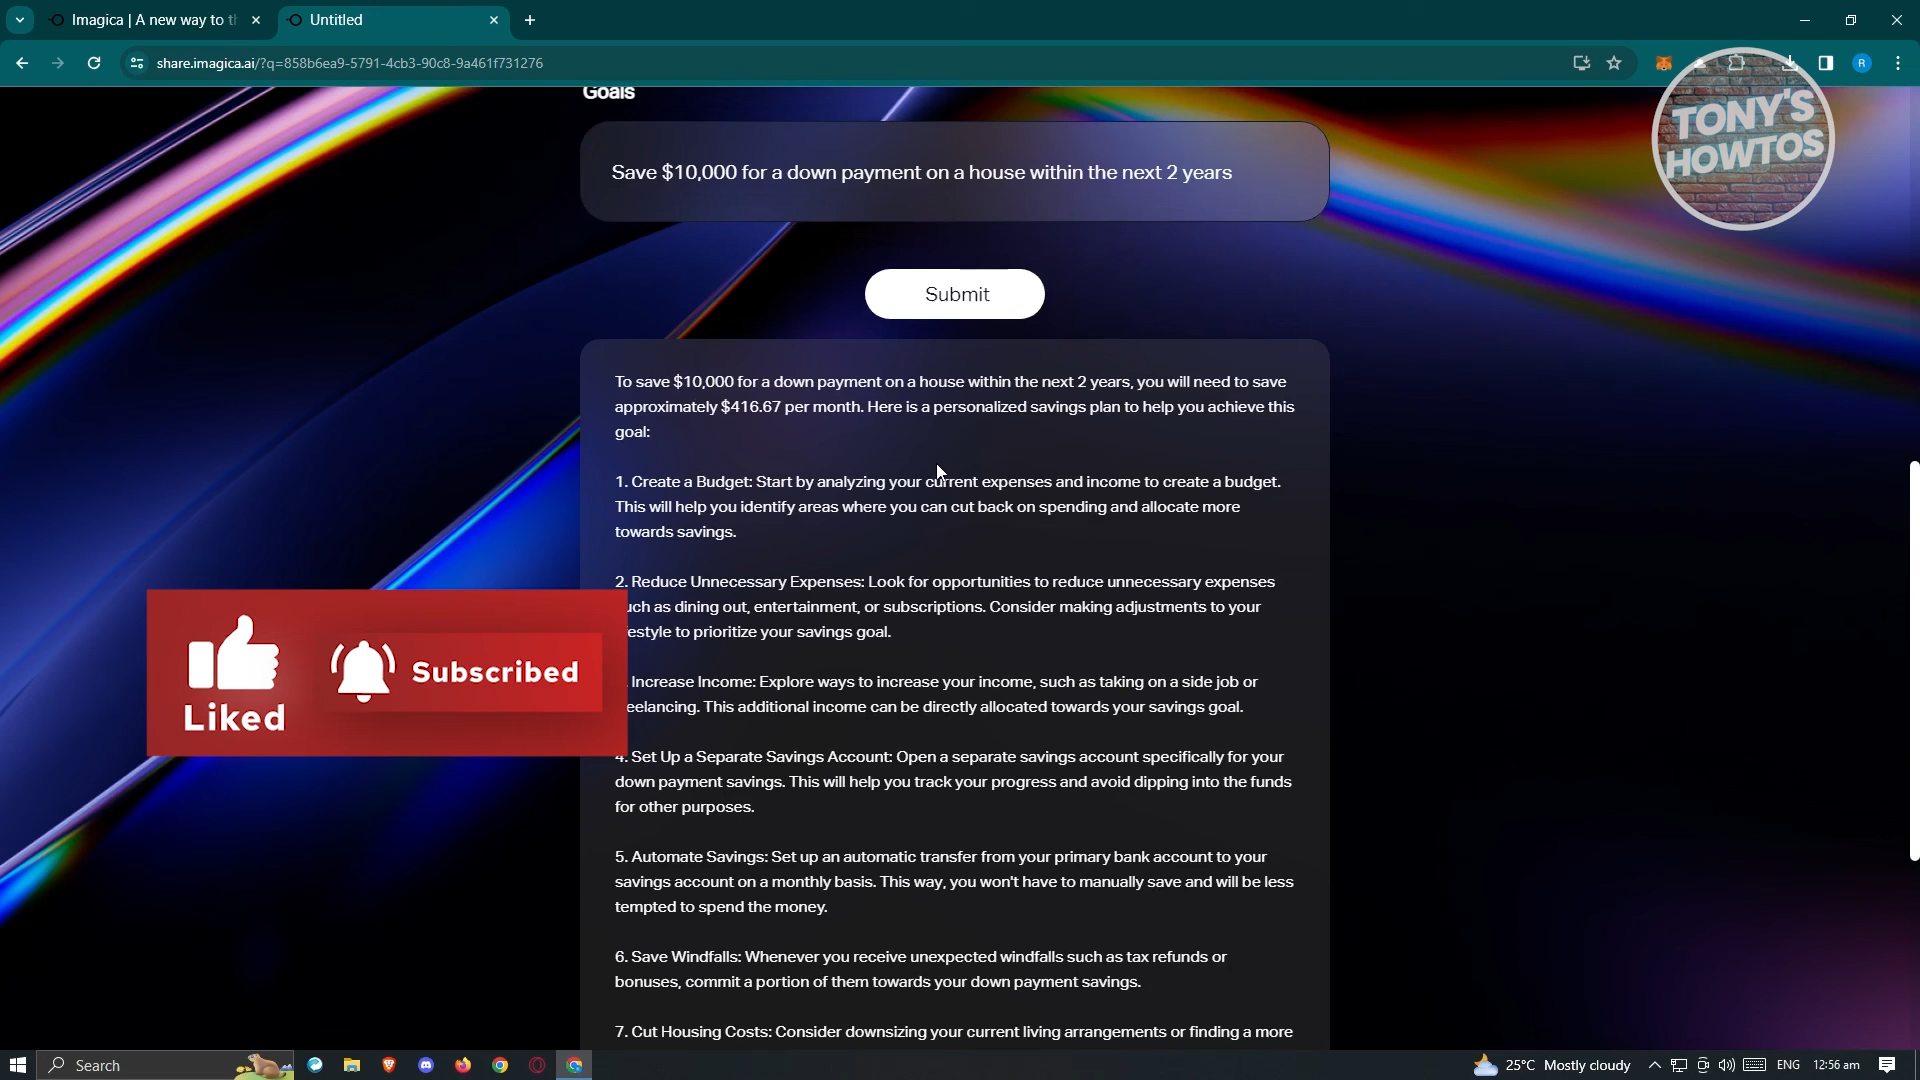 Imagica | A new way to th
Untitled
share.imagica.ai/?q=858b6ea9-5791-4cb3-90c8-9a461f731276
R
TONY'S
HOWTOS
Goals
Save $10,000 for a down payment on a house within the next 2 years
Submit
To save $10,000 for a down payment on a house within the next 2 years, you will need to save
approximately $416.67 per month. Here is a personalized savings plan to help you achieve this
goal:
1. Create a Budget: Start by analyzing your current expenses and income to create a budget.
This will help you identify areas where you can cut back on spending and allocate more
towards savings.
2. Reduce Unnecessary Expenses: Look for opportunities to reduce unnecessary expenses
uch as dining out, entertainment, or subscriptions. Consider making adjustments to your
estyle to prioritize your savings goal.
. Increase Income: Explore ways to increase your income, such as taking on a side job or
eelancing. This additional income can be directly allocated towards your savings goal.
4. Set Up a Separate Savings Account: Open a separate savings account specifically for your
down payment savings. This will help you track your progress and avoid dipping into the funds
for other purposes.
5. Automate Savings: Set up an automatic transfer from your primary bank account to your
savings account on a monthly basis. This way, you won't have to manually save and will be less
tempted to spend the money.
6. Save Windfalls: Whenever you receive unexpected windfalls such as tax refunds or
bonuses, commit a portion of them towards your down payment savings.
7. Cut Housing Costs: Consider downsizing your current living arrangements or finding a more
Liked
Subscribed
Search
25°C Mostly cloudy
ENG
12:56 am